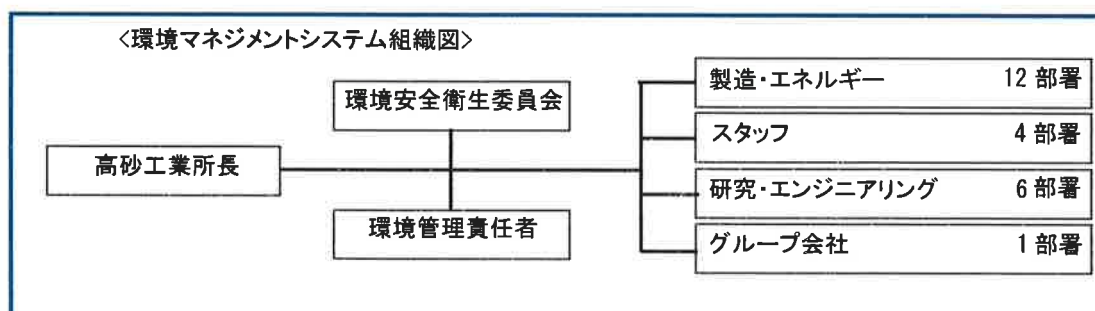 <環境マネジメントシステム組織図>
環境安全衛生委員会
高砂工業所長
環境管理責任者
製造・エネルギー 12 部署
スタッフ 4 部署
研究・エンジニアリング 6 部署
グループ会社 1 部署